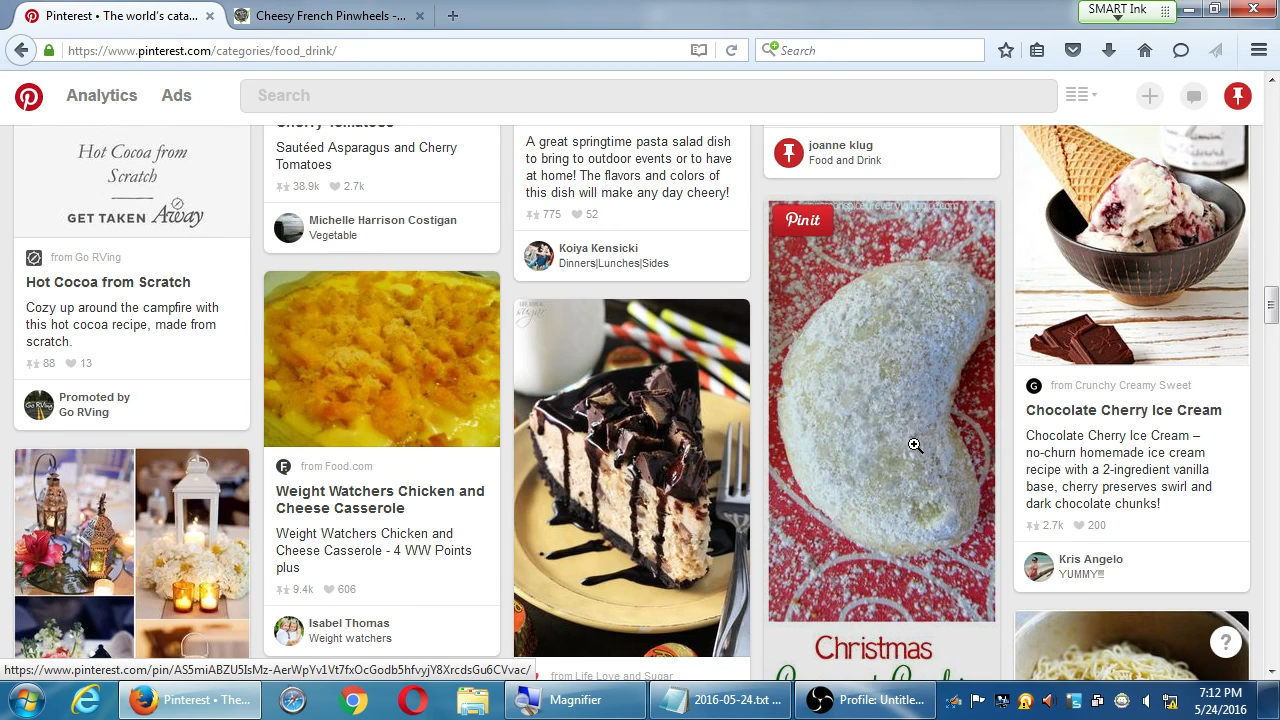 Pinterest • The world's cata...
Cheesy French Pinwheels -...
SMART Ink
https://www.pinterest.com/categories/food_drink/
Search
Analytics
Ads
Search
Hot Cocoa from
Scratch
GET TAKEN Away
from Go RVing
Hot Cocoa from Scratch
Cozy up around the campfire with
this hot cocoa recipe, made from
scratch.
88
13
Promoted by
Go RVing
Cherry Tomatoes
Sautéed Asparagus and Cherry
Tomatoes
38.9k
2.7k
Michelle Harrison Costigan
Vegetable
from Food.com
Weight Watchers Chicken and
Cheese Casserole
Weight Watchers Chicken and
Cheese Casserole - 4 WW Points
plus
9.4k
606
Isabel Thomas
Weight watchers
A great springtime pasta salad dish
to bring to outdoor events or to have
at home! The flavors and colors of
this dish will make any day cheery!
775
52
Koiya Kensicki
Dinners|Lunches|Sides
sugar
from Life Love and Sugar
joanne klug
Food and Drink
Pin it
Christmas
from Crunchy Creamy Sweet
Chocolate Cherry Ice Cream
Chocolate Cherry Ice Cream –
no-churn homemade ice cream
recipe with a 2-ingredient vanilla
base, cherry preserves swirl and
dark chocolate chunks!
2.7k
200
Kris Angelo
YUMMY!!!
?
https://www.pinterest.com/pin/AS5miABZU5IsMz-AerWpYv1Vt7fxOcGodb5hfvyjY8XrcdsGu6CVvac/
Pinterest • The...
Magnifier
2016-05-24.txt ...
Profile: Untitle...
7:12 PM
5/24/2016